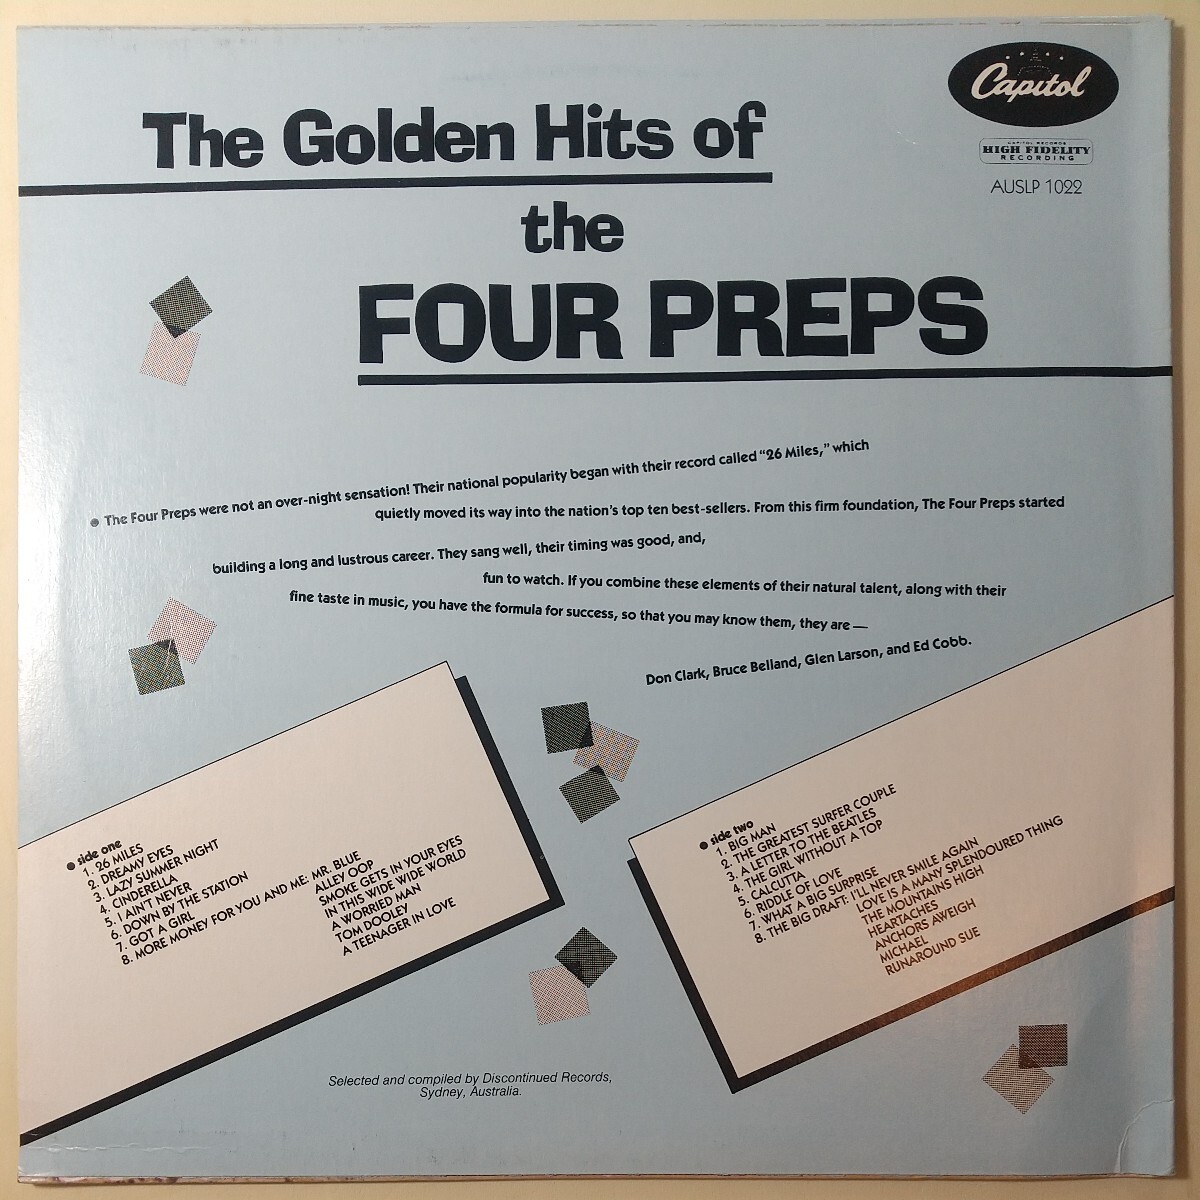 The Golden Hits of
the
FOUR PREPS
Capitol
CAPITOL RECORDS
HIGH FIDELITY
RECORDING
AUSLP 1022
The Four Preps were not an over-night sensation! Their national popularity began with their record called "26 Miles," which
quietly moved its way into the nation's top ten best-sellers. From this firm foundation, The Four Preps started
building a long and lustrous career. They sang well, their timing was good, and,
fun to watch. If you combine these elements of their natural talent, along with their
fine taste in music, you have the formula for success, so that you may know them, they are —
Don Clark, Bruce Belland, Glen Larson, and Ed Cobb.
side one
1. 26 MILES
2. DREAMY EYES
3. LAZY SUMMER NIGHT
4. CINDERELLA
5. I AIN'T NEVER
6. DOWN BY THE STATION
7. GOT A GIRL
8. MORE MONEY FOR YOU AND ME: MR. BLUE
ALLEY OOP
SMOKE GETS IN YOUR EYES
IN THIS WIDE WIDE WORLD
A WORRIED MAN
TOM DOOLEY
A TEENAGER IN LOVE
side two
1. BIG MAN
2. THE GREATEST SURFER COUPLE
3. A LETTER TO THE BEATLES
4. THE GIRL WITHOUT A TOP
5. CALCUTTA
6. RIDDLE OF LOVE
7. WHAT A BIG SURPRISE
8. THE BIG DRAFT: I'LL NEVER SMILE AGAIN
LOVE IS A MANY SPLENDOURED THING
THE MOUNTAINS HIGH
HEARTACHES
ANCHORS AWEIGH
MICHAEL
RUNAROUND SUE
Selected and compiled by Discontinued Records,
Sydney, Australia.